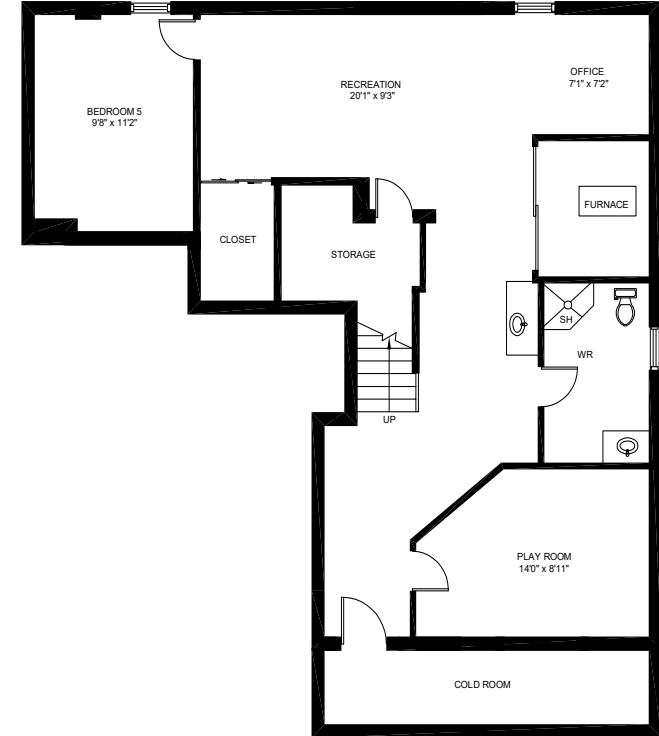 RECREATION
20'1" x 9'3"
OFFICE
7'1" x 7'2"
BEDROOM 5
9'8" x 11'2"
FURNACE
CLOSET
STORAGE
SH
WR
UP
PLAY ROOM
14'0" x 8'11"
COLD ROOM